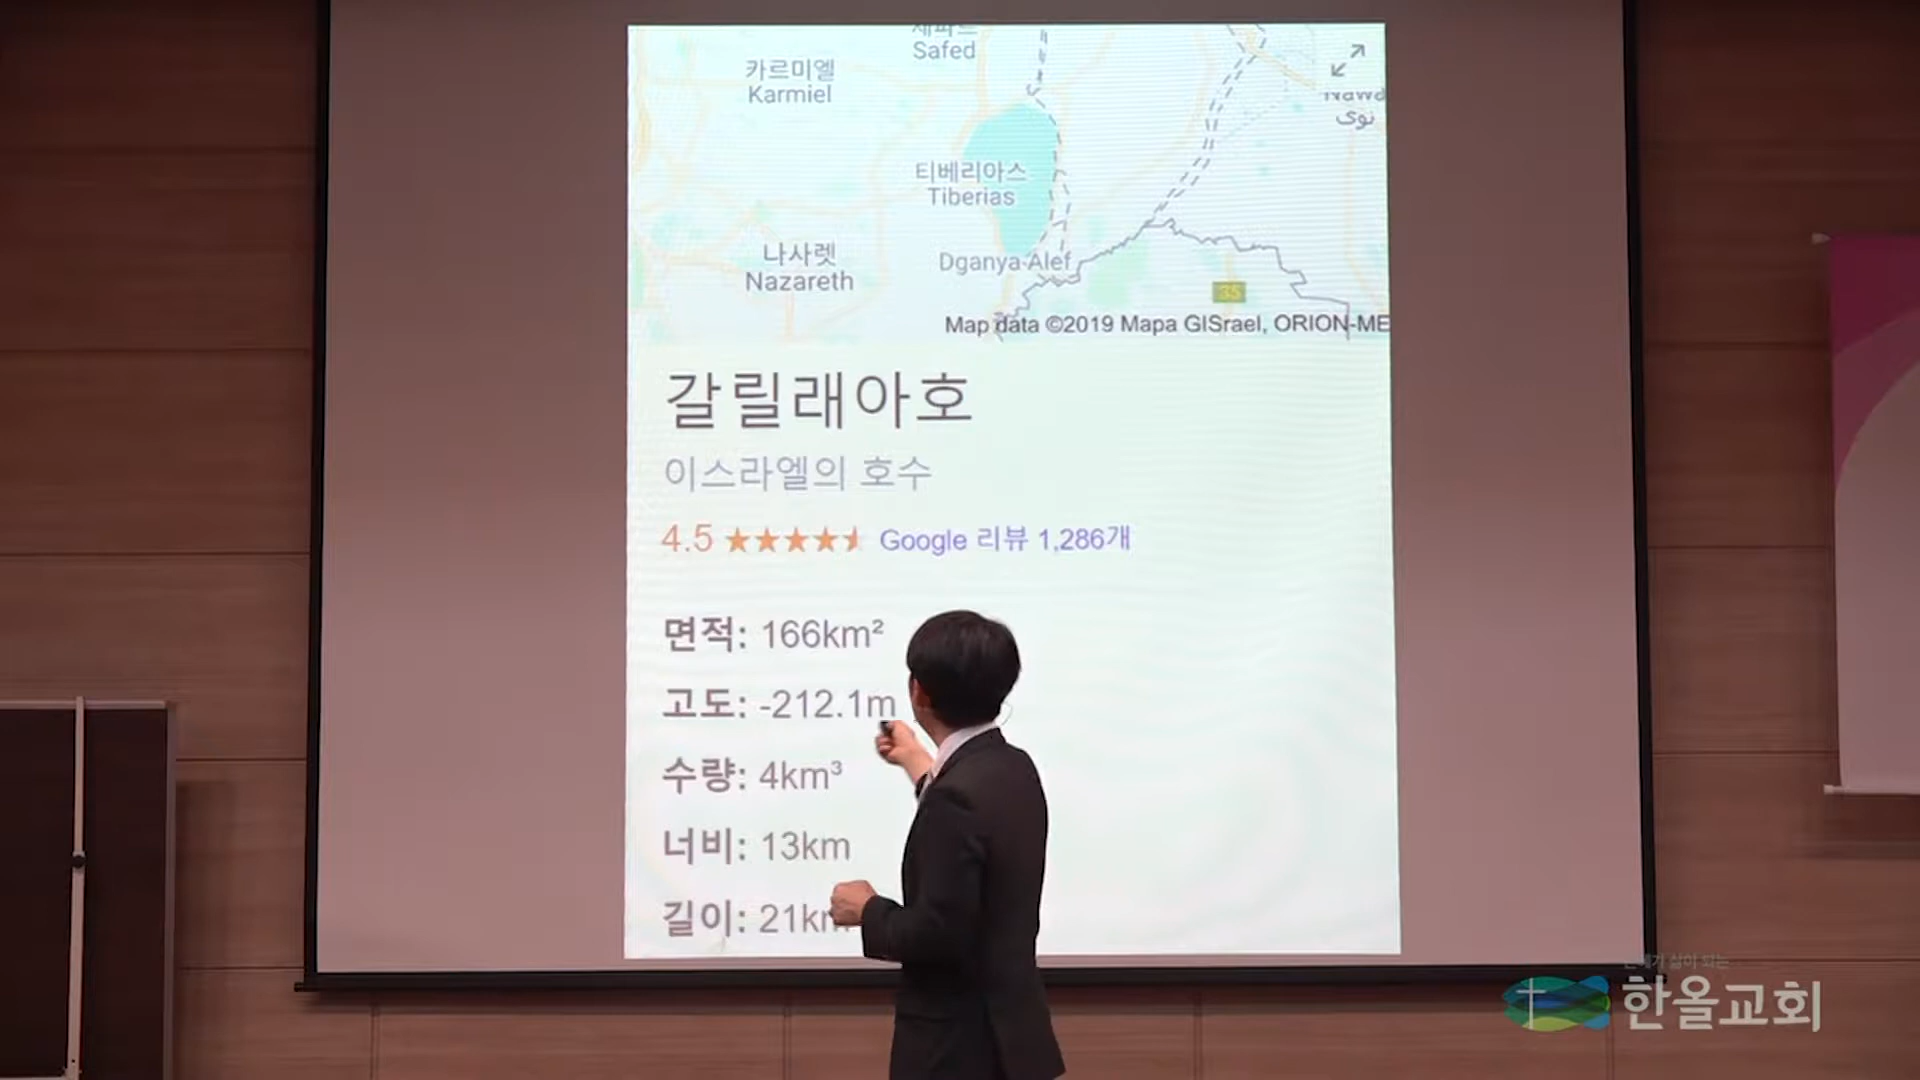 Safed
카르미엘
Karmiel
نوى
티베리아스
Tiberias
나사렛
Nazareth
Dganya Alef
35
Map data ©2019 Mapa GISrael, ORION-ME
갈릴래아호
이스라엘의 호수
4.5 ★★★★ Google 리뷰 1,286개
면적: 166km²
고도: -212.1m
수량: 4km³
너비: 13km
길이: 21km
한올교회